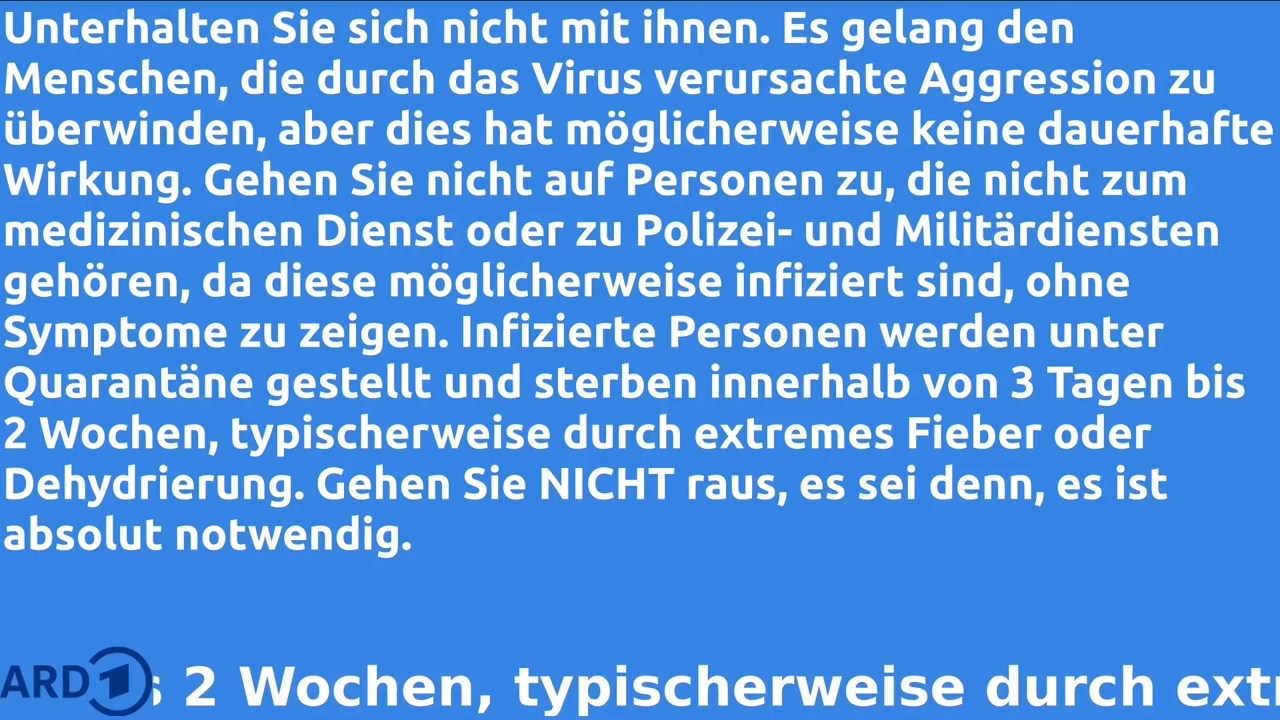 Unterhalten Sie sich nicht mit ihnen. Es gelang den
Menschen, die durch das Virus verursachte Aggression zu
überwinden, aber dies hat möglicherweise keine dauerhafte
Wirkung. Gehen Sie nicht auf Personen zu, die nicht zum
medizinischen Dienst oder zu Polizei- und Militärdiensten
gehören, da diese möglicherweise infiziert sind, ohne
Symptome zu zeigen. Infizierte Personen werden unter
Quarantäne gestellt und sterben innerhalb von 3 Tagen bis
2 Wochen, typischerweise durch extremes Fieber oder
Dehydrierung. Gehen Sie NICHT raus, es sei denn, es ist
absolut notwendig.
ARD 1 s 2 Wochen, typischerweise durch extr